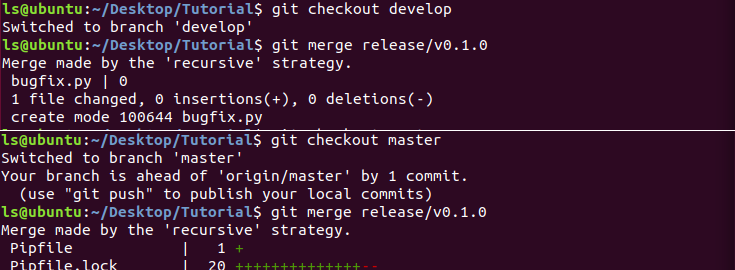 ls@ubuntu:~/Desktop/Tutorial$ git checkout develop
Switched to branch 'develop'
ls@ubuntu:~/Desktop/Tutorial$ git merge release/v0.1.0
Merge made by the 'recursive' strategy.
 bugfix.py | 0
 1 file changed, 0 insertions(+), 0 deletions(-)
 create mode 100644 bugfix.py
ls@ubuntu:~/Desktop/Tutorial$ git checkout master
Switched to branch 'master'
Your branch is ahead of 'origin/master' by 1 commit.
  (use "git push" to publish your local commits)
ls@ubuntu:~/Desktop/Tutorial$ git merge release/v0.1.0
Merge made by the 'recursive' strategy.
 Pipfile          |  1 +
 Pipfile.lock     | 20 ++++++++++++++--